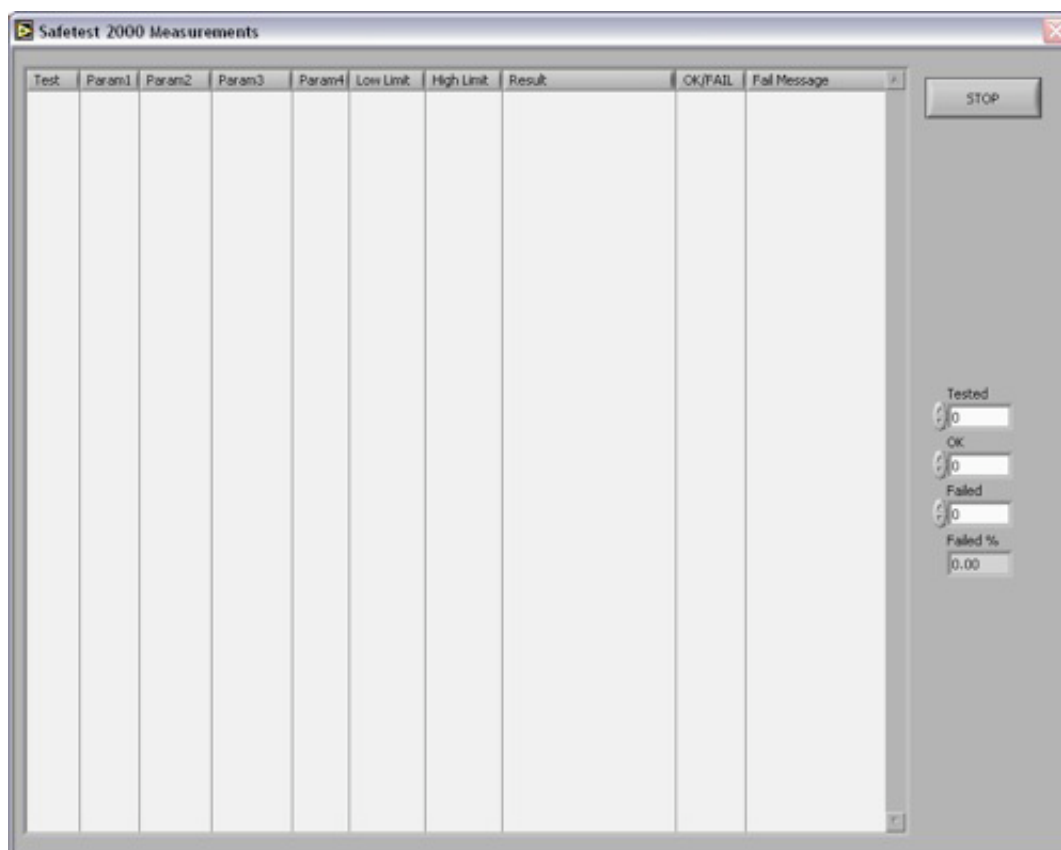 Safetest 2000 Measurements
Test Param1 Param2 Param3 Param4 Low Limit High Limit Result OK/FAIL Fail Message
STOP
Tested
0
OK
0
Failed
0
Failed %
0.00